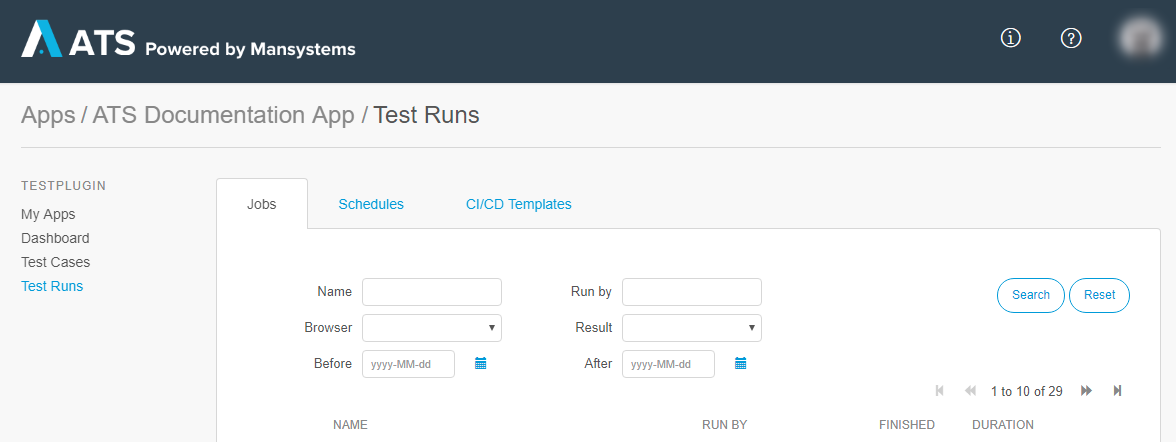 ATS Powered by Mansystems
Apps / ATS Documentation App / Test Runs
TESTPLUGIN
My Apps
Dashboard
Test Cases
Test Runs
Jobs Schedules CI/CD Templates
Name Run by Search Reset
Browser Result
Before yyyy-MM-dd After yyyy-MM-dd
1 to 10 of 29
NAME RUN BY FINISHED DURATION